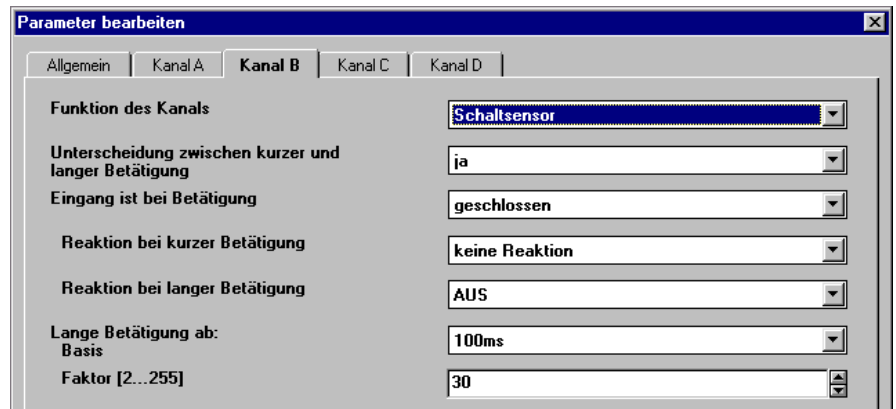 Parameter bearbeiten
Allgemein Kanal A Kanal B Kanal C Kanal D
Funktion des Kanals Schaltsensor
Unterscheidung zwischen kurzer und
langer Betätigung ja
Eingang ist bei Betätigung geschlossen
Reaktion bei kurzer Betätigung keine Reaktion
Reaktion bei langer Betätigung AUS
Lange Betätigung ab:
Basis 100ms
Faktor [2...255] 30